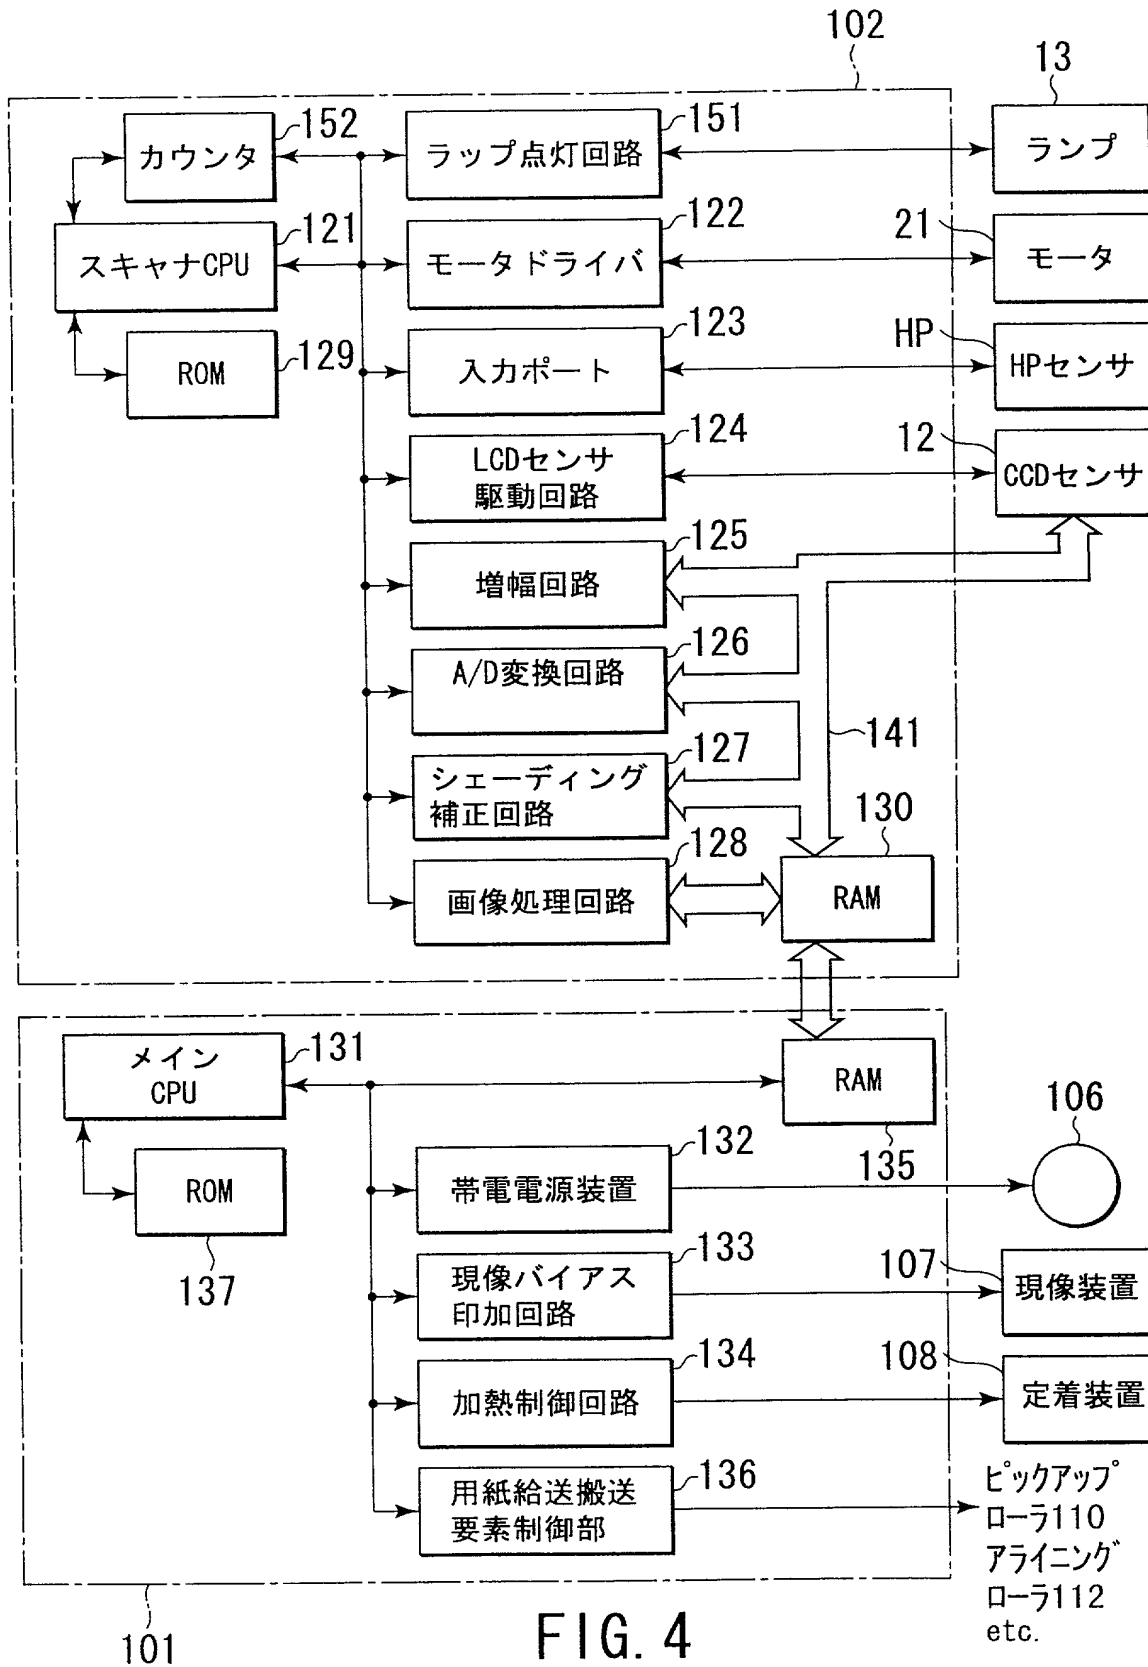 102
13
152
カウンタ
151
ラップ点灯回路
ランプ
121
スキャナCPU
122
モータドライバ
21
モータ
129
ROM
123
入力ポート
HP
HPセンサ
124
LCDセンサ
駆動回路
12
CCDセンサ
125
増幅回路
126
A/D変換回路
141
127
シェーディング
補正回路
128
画像処理回路
130
RAM
131
メイン
CPU
RAM
135
106
ROM
137
132
帯電電源装置
133
現像バイアス
印加回路
107
現像装置
134
加熱制御回路
108
定着装置
136
用紙給送搬送
要素制御部
ピックアップ
ローラ110
アライニング
ローラ112
etc.
101
FIG. 4